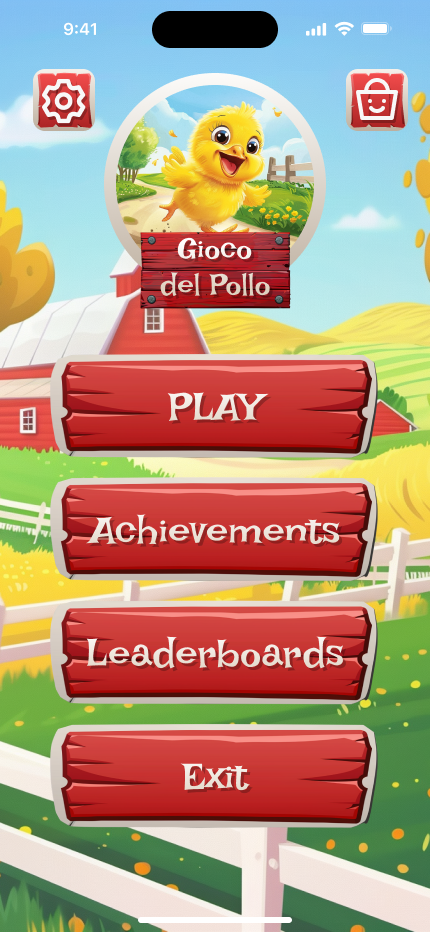 9:41
Gioco
del Pollo
PLAY
Achievements
Leaderboards
Exit